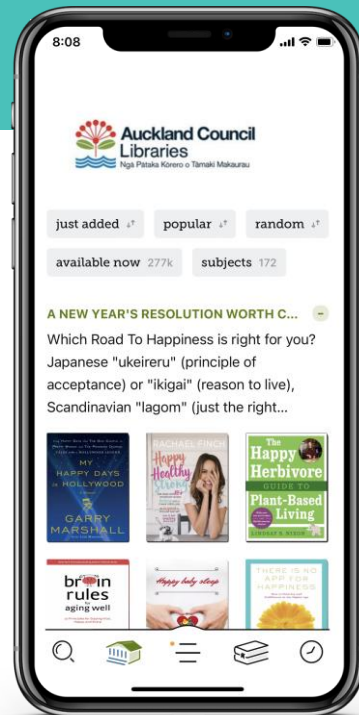 8:08
Auckland Council
Libraries
Ngā Pātaka Kōrero o Tāmaki Makaurau
just added
popular
random
available now 277k
subjects 172
A NEW YEAR'S RESOLUTION WORTH C...
Which Road To Happiness is right for you?
Japanese "ukeireru" (principle of
acceptance) or "ikigai" (reason to live),
Scandinavian "lagom" (just the right...
MY
HAPPY DAYS
IN HOLLYWOOD
GARRY
MARSHALL
RACHAEL FINCH
Happy
Healthy
Strong
The
Happy
Herbivore
GUIDE TO
Plant-Based
Living
LINDSAY S. NIXON
brain
rules
for
aging well
Happy baby sleep
THERE IS NO
APP FOR
HAPPINESS